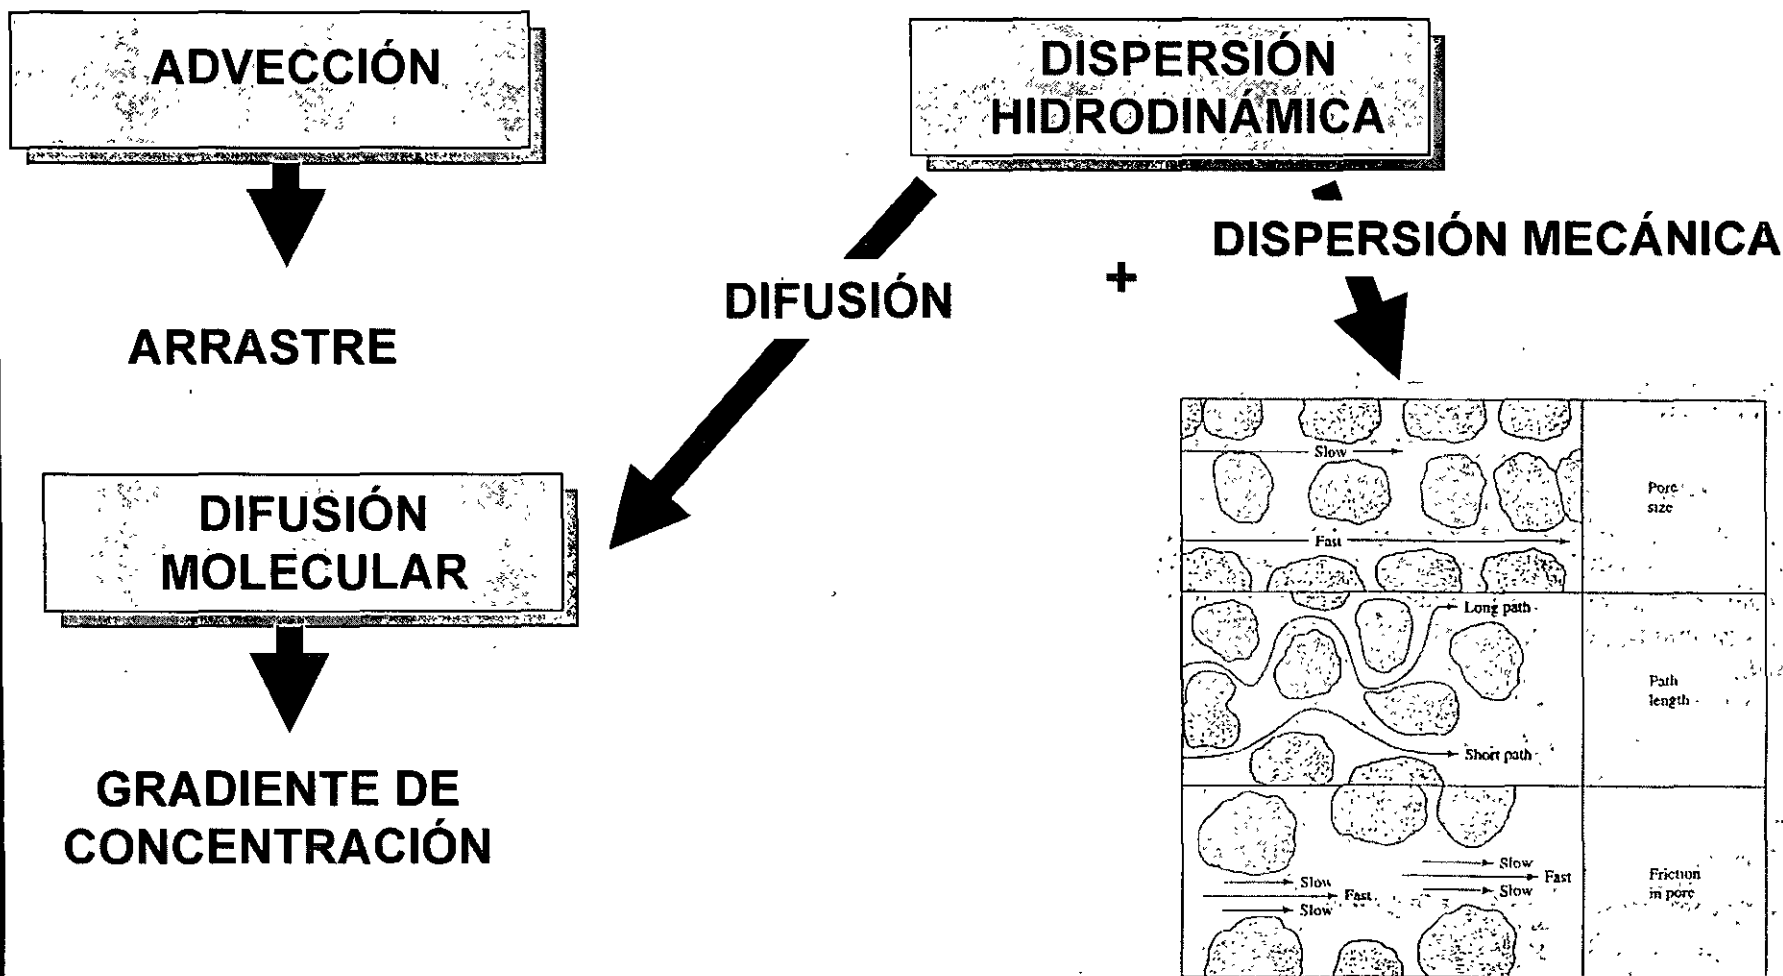 ADVECCIÓN
ARRASTRE
DISPERSIÓN
HIDRODINÁMICA
DIFUSIÓN
+
DISPERSIÓN MECÁNICA
DIFUSIÓN
MOLECULAR
GRADIENTE DE
CONCENTRACIÓN
Slow
Fast
Pore
size
Long path
Short path
Path
length
Slow
Fast
Slow
Slow
Fast
Slow
Friction
in pore